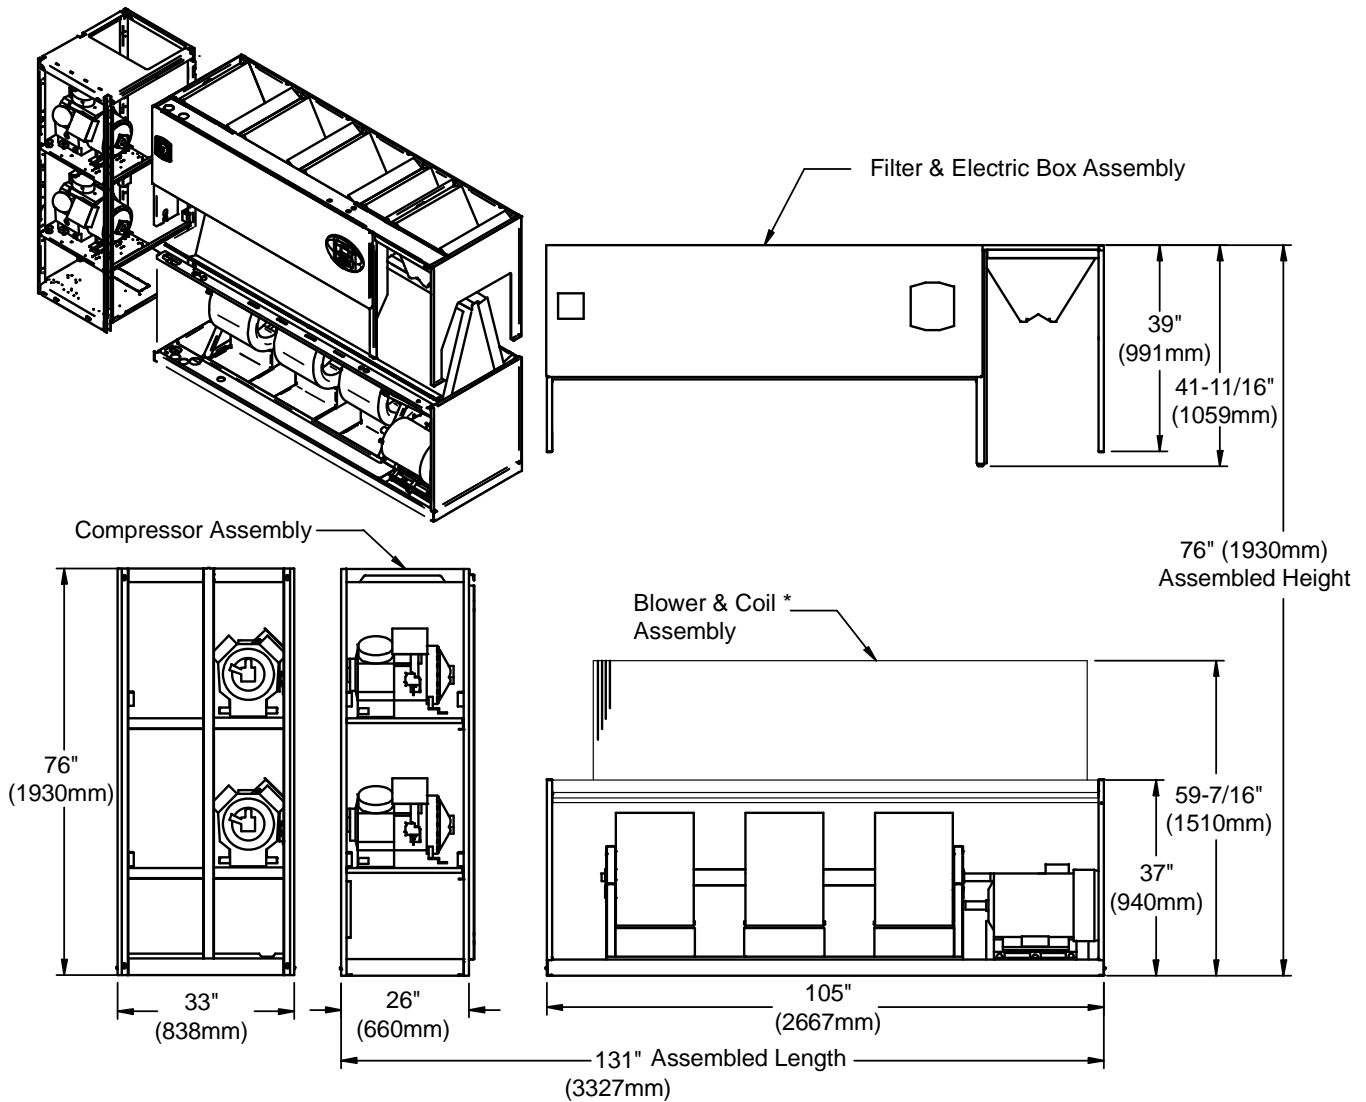 Filter & Electric Box Assembly
39"
(991mm)
41-11/16"
(1059mm)
76" (1930mm)
Assembled Height
Compressor Assembly
Blower & Coil *
Assembly
76"
(1930mm)
59-7/16"
(1510mm)
37"
(940mm)
33"
(838mm)
26"
(660mm)
105"
(2667mm)
131" Assembled Length
(3327mm)